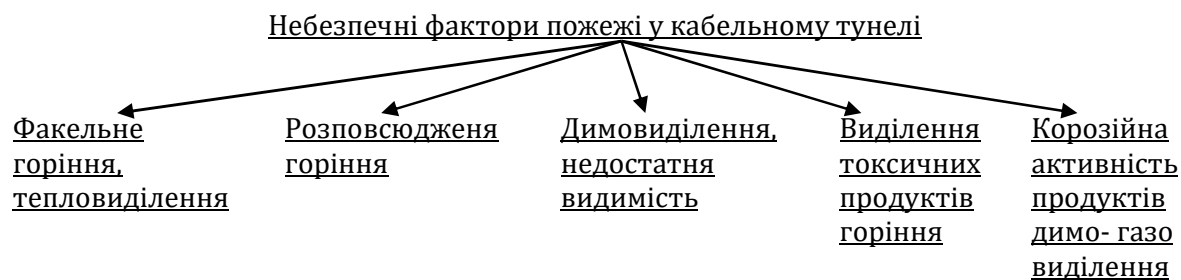 Небезпечні фактори пожежі у кабельному тунелі
Факельне
горіння,
тепловиділення
Розповсюдженя
горіння
Димовиділення,
недостатня
видимість
Виділення
токсичних
продуктів
горіння
Корозійна
активність
продуктів
димо- газо
виділення